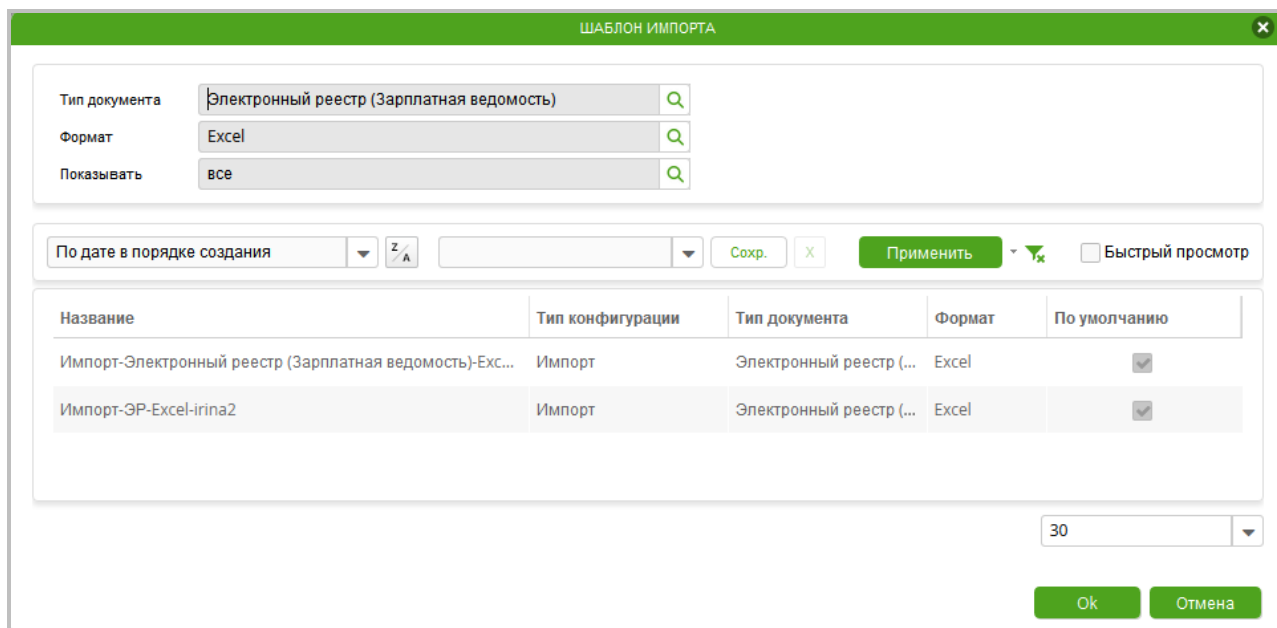 ШАБЛОН ИМПОРТА
Тип документа Электронный реестр (Зарплатная ведомость)
Формат Excel
Показывать все
По дате в порядке создания Z/A Сохр. X Применить Быстрый просмотр
Название Тип конфигурации Тип документа Формат По умолчанию
Импорт-Электронный реестр (Зарплатная ведомость)-Exc... Импорт Электронный реестр (... Excel
Импорт-ЭР-Excel-irina2 Импорт Электронный реестр (... Excel
30
Ok Отмена